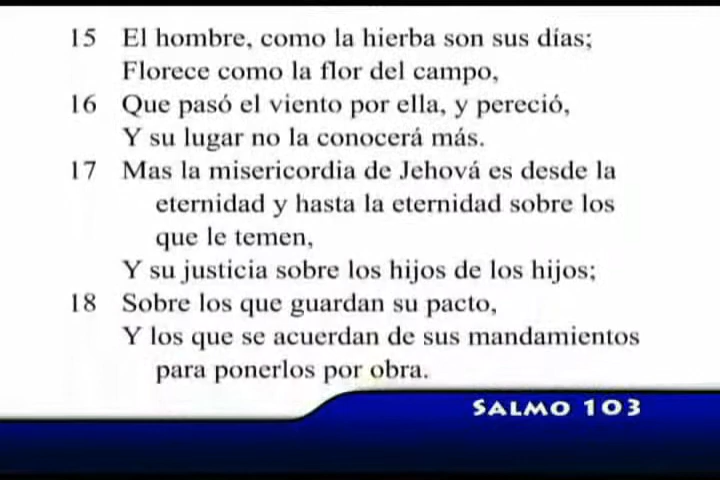 15 El hombre, como la hierba son sus días;
Florece como la flor del campo,
16 Que pasó el viento por ella, y pereció,
Y su lugar no la conocerá más.
17 Mas la misericordia de Jehová es desde la
eternidad y hasta la eternidad sobre los
que le temen,
Y su justicia sobre los hijos de los hijos;
18 Sobre los que guardan su pacto,
Y los que se acuerdan de sus mandamientos
para ponerlos por obra.
SALMO 103